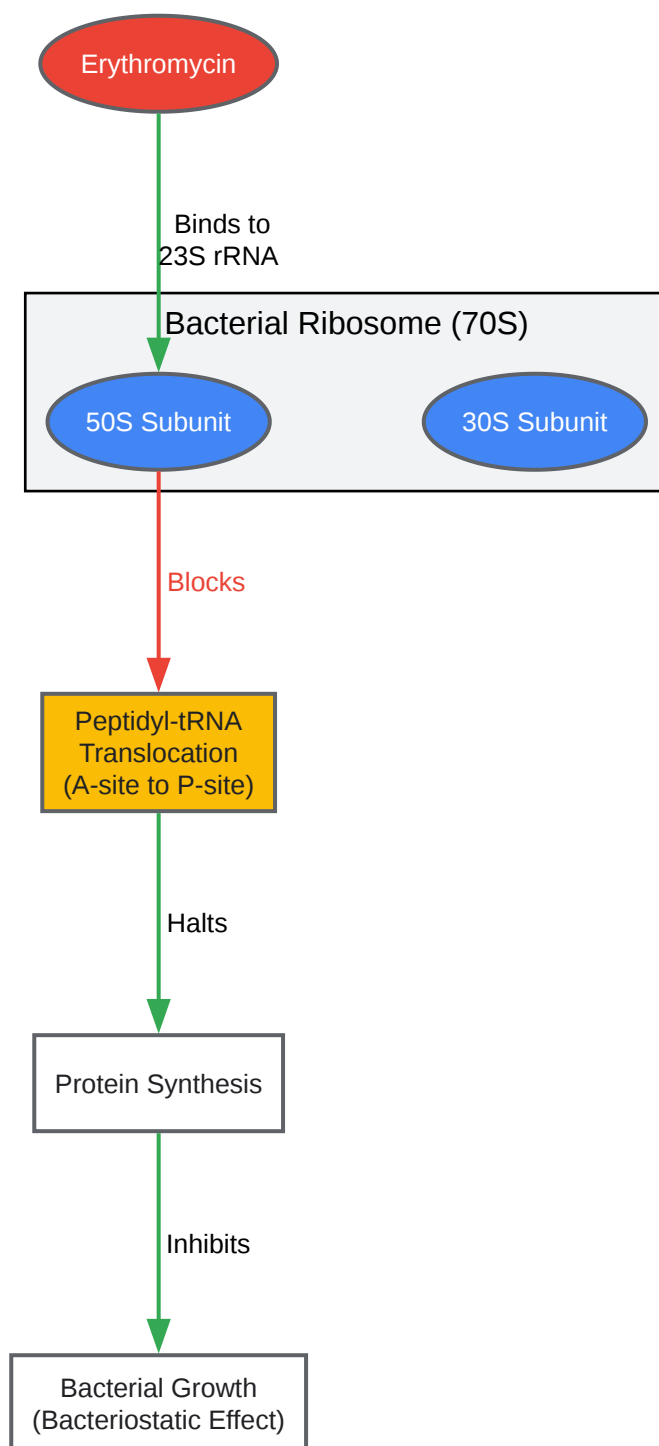 Erythromycin
Binds to
23S rRNA
Bacterial Ribosome (70S)
50S Subunit
30S Subunit
Blocks
Peptidyl-tRNA
Translocation
(A-site to P-site)
Halts
Protein Synthesis
Inhibits
Bacterial Growth
(Bacteriostatic Effect)